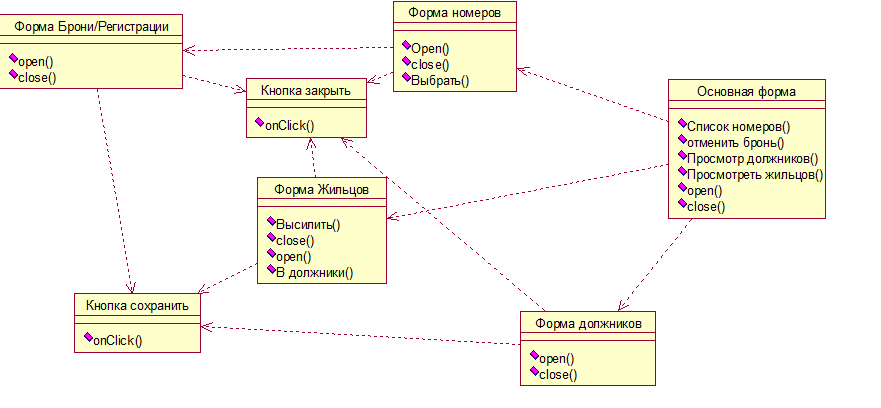 Форма Брони/Регистрации
open()
close()
Форма номеров
Open()
close()
Выбрать()
Кнопка закрыть
onClick()
Основная форма
Список номеров()
отменить бронь()
Просмотр должников()
Просмотреть жильцов()
open()
close()
Форма Жильцов
Высилить()
close()
open()
В должники()
Кнопка сохранить
onClick()
Форма должников
open()
close()